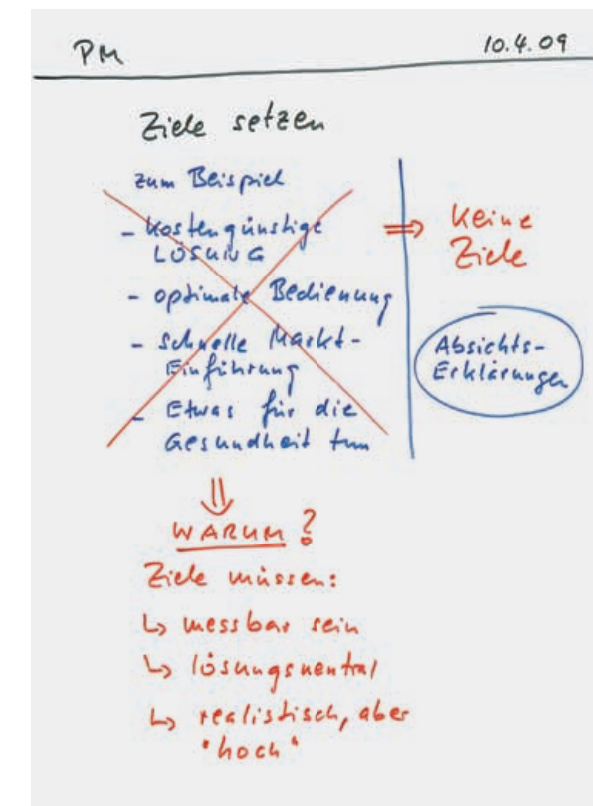 PM 10.4.09
Ziele setzen
zum Beispiel
- Kostengünstige
LÖSUNG
- optimale Bedienung
- Schnelle Markt-
Einführung
- Etwas für die
Gesundheit tun
⇒ Keine
Ziele
Absichts-
Erklärungen
⇓
WARUM?
Ziele müssen:
↳ messbar sein
↳ lösungsneutral
↳ realistisch, aber
"hoch"